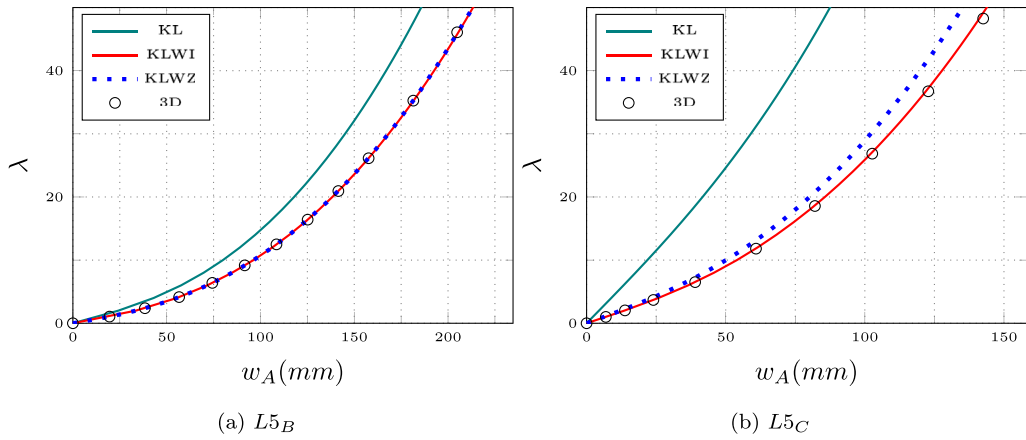 KL
KLWI
KLWZ
3D
λ
40
20
0
0
50
100
150
200
w_A(mm)
(a) L5_B
KL
KLWI
KLWZ
3D
λ
40
20
0
0
50
100
150
w_A(mm)
(b) L5_C